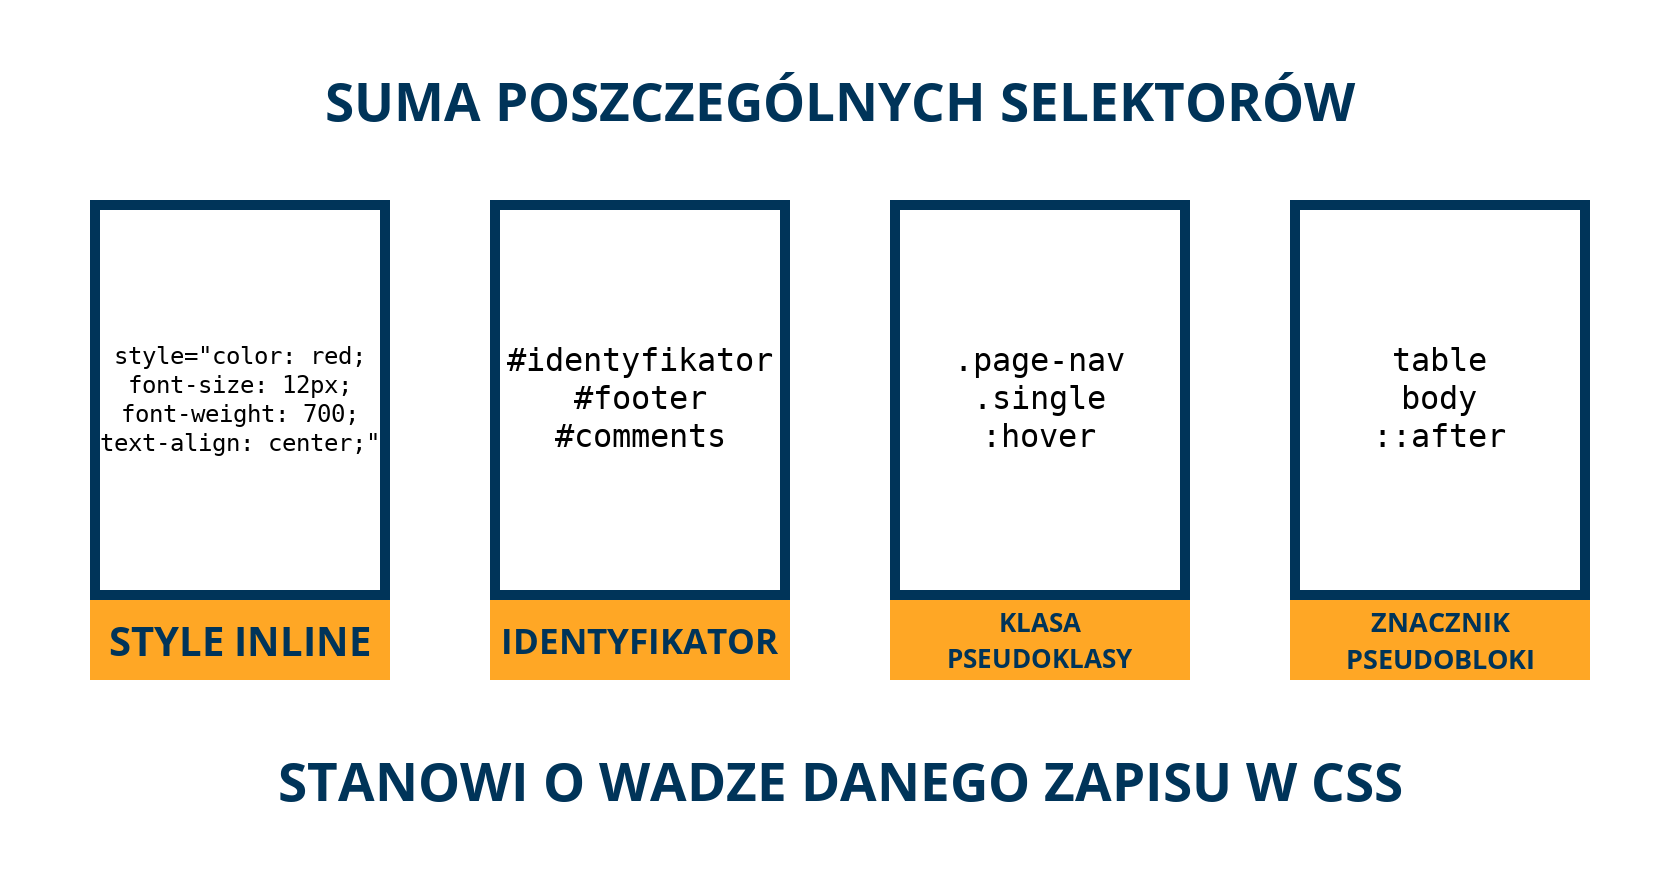 SUMA POSZCZEGÓLNYCH SELEKTORÓW
style="color: red;
font-size: 12px;
font-weight: 700;
text-align: center;"
STYLE INLINE
#identyfikator
#footer
#comments
IDENTYFIKATOR
.page-nav
.single
:hover
KLASA
PSEUDOKLASY
table
body
::after
ZNACZNIK
PSEUDOBLOKI
STANOWI O WADZE DANEGO ZAPISU W CSS